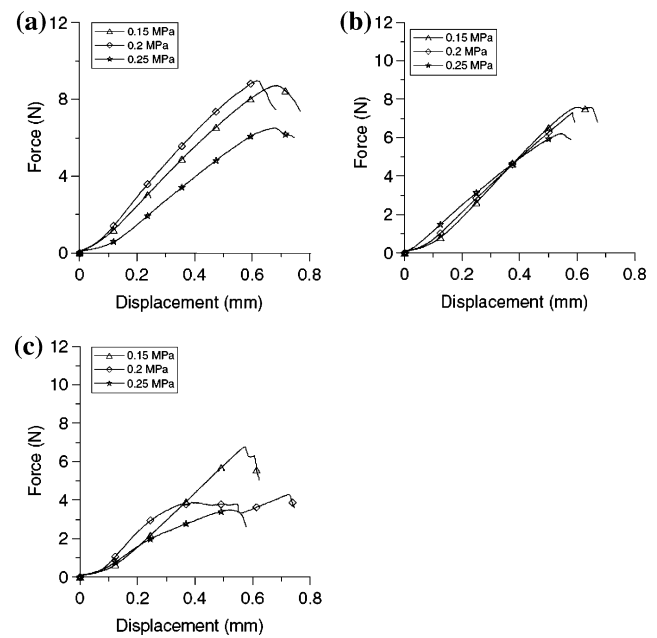 (a)
12
0.15 MPa
0.2 MPa
0.25 MPa
8
4
0
Force (N)
0 0.2 0.4 0.6 0.8
Displacement (mm)
(b)
12
0.15 MPa
0.2 MPa
0.25 MPa
10
8
6
4
2
0
Force (N)
0 0.2 0.4 0.6 0.8
Displacement (mm)
(c)
12
0.15 MPa
0.2 MPa
0.25 MPa
10
8
6
4
2
0
Force (N)
0 0.2 0.4 0.6 0.8
Displacement (mm)